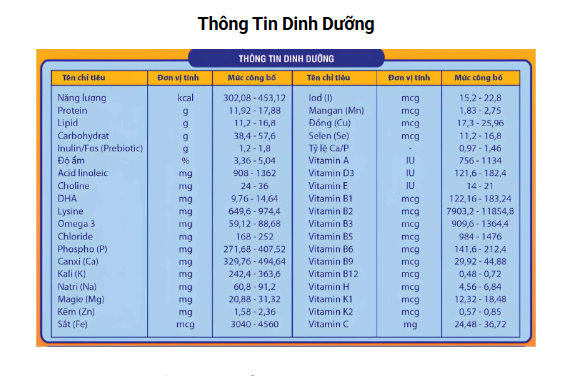 Thông Tin Dinh Dưỡng
THÔNG TIN DINH DƯỠNG
Tên chỉ tiêu Đơn vị tính Mức công bố Tên chỉ tiêu Đơn vị tính Mức công bố
Năng lượng kcal 302,08 - 453,12 Iod (I) mcg 15,2 - 22,8
Protein g 11,92 - 17,88 Mangan (Mn) mcg 1,83 - 2,75
Lipid g 11,2 - 16,8 Đồng (Cu) mcg 17,3 - 25,96
Carbohydrat g 38,4 - 57,6 Selen (Se) mcg 11,2 - 16,8
Inulin/Fos (Prebiotic) g 1,2 - 1,8 Tỷ lệ Ca/P - 0,97 - 1,46
Độ ẩm % 3,36 - 5,04 Vitamin A IU 756 - 1134
Acid linoleic mg 908 - 1362 Vitamin D3 IU 121,6 - 182,4
Choline mg 24 - 36 Vitamin E IU 14 - 21
DHA mg 9,76 - 14,64 Vitamin B1 mcg 122,16 - 183,24
Lysine mg 649,6 - 974,4 Vitamin B2 mcg 7903,2 - 11854,8
Omega 3 mg 59,12 - 88,68 Vitamin B3 mcg 909,6 - 1364,4
Chloride mg 168 - 252 Vitamin B5 mcg 984 - 1476
Phospho (P) mg 271,68 - 407,52 Vitamin B6 mcg 141,6 - 212,4
Canxi (Ca) mg 329,76 - 494,64 Vitamin B9 mcg 29,92 - 44,88
Kali (K) mg 242,4 - 363,6 Vitamin B12 mcg 0,48 - 0,72
Natri (Na) mg 60,8 - 91,2 Vitamin H mcg 4,56 - 6,84
Magie (Mg) mg 20,88 - 31,32 Vitamin K1 mcg 12,32 - 18,48
Kẽm (Zn) mg 1,58 - 2,36 Vitamin K2 mcg 0,57 - 0,85
Sắt (Fe) mcg 3040 - 4560 Vitamin C mg 24,48 - 36,72